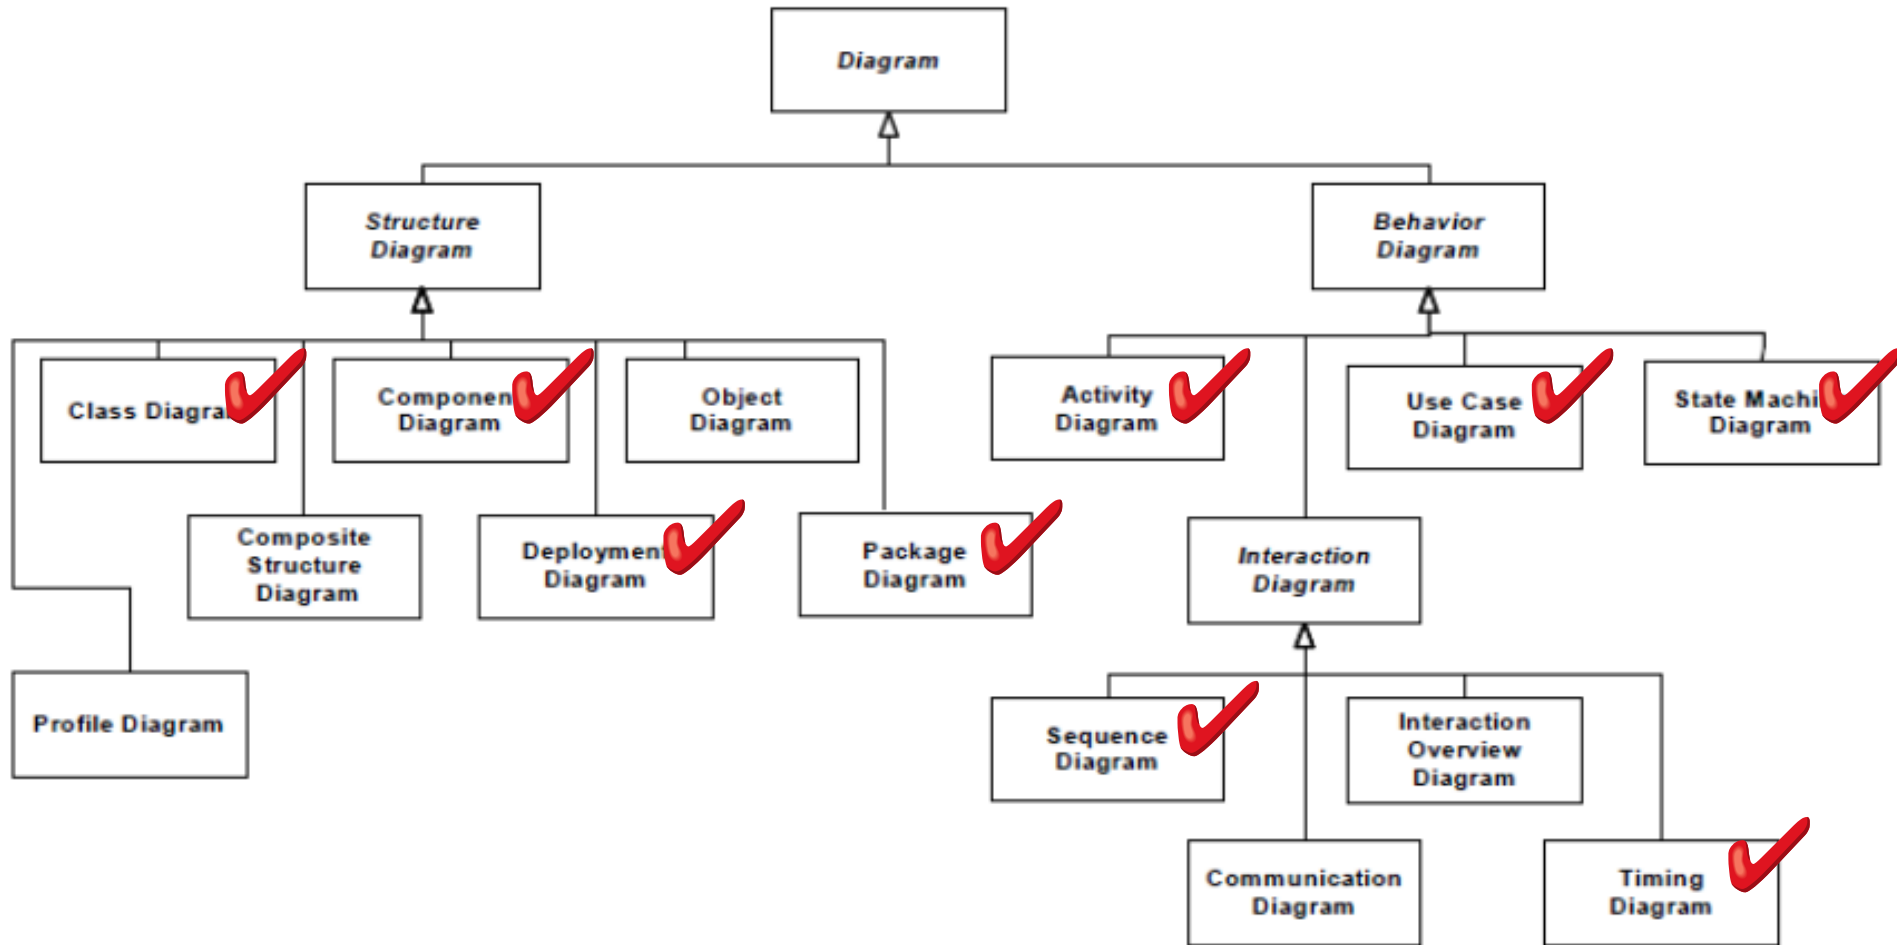 Diagram
Structure
Diagram
Behavior
Diagram
Class Diagra
Componen
Diagram
Object
Diagram
Activity
Diagram
Use Case
Diagram
State Machi
Diagram
Composite
Structure
Diagram
Deploymen
Diagram
Package
Diagram
Interaction
Diagram
Profile Diagram
Sequence
Diagram
Interaction
Overview
Diagram
Communication
Diagram
Timing
Diagram